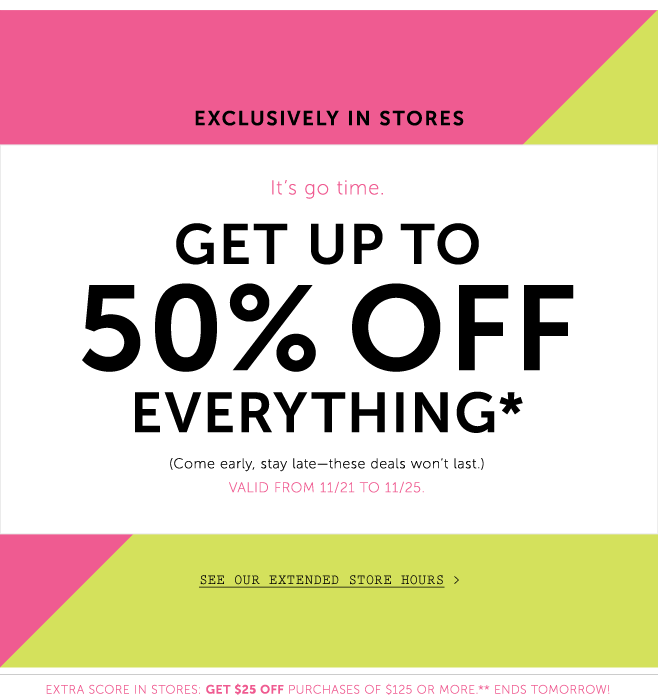 EXCLUSIVELY IN STORES
It's go time.
GET UP TO
50% OFF
EVERYTHING*
(Come early, stay late—these deals won't last.)
VALID FROM 11/21 TO 11/25.
SEE OUR EXTENDED STORE HOURS >
EXTRA SCORE IN STORES: GET $25 OFF PURCHASES OF $125 OR MORE.** ENDS TOMORROW!